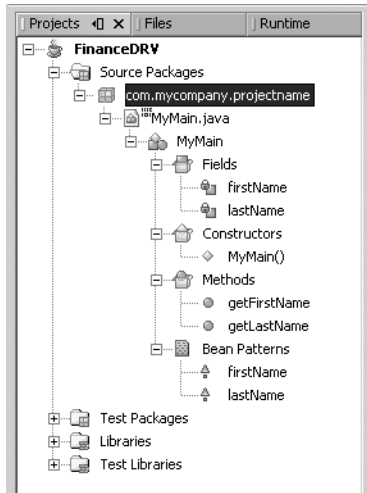 Projects Files Runtime
FinanceDRV
Source Packages
com.mycompany.projectname
MyMain.java
MyMain
Fields
firstName
lastName
Constructors
MyMain()
Methods
getFirstName
getLastName
Bean Patterns
firstName
lastName
Test Packages
Libraries
Test Libraries